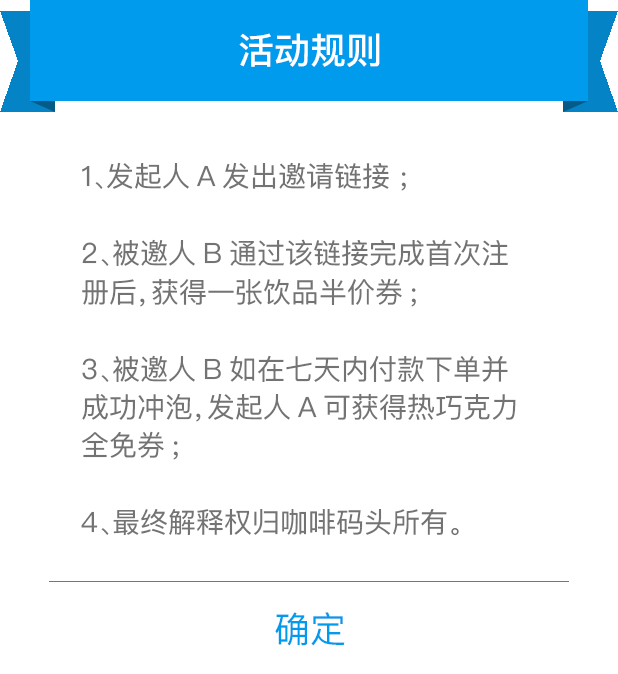 活动规则
1、发起人 A 发出邀请链接；
2、被邀人 B 通过该链接完成首次注
册后，获得一张饮品半价券；
3、被邀人 B 如在七天内付款下单并
成功冲泡，发起人 A 可获得热巧克力
全免券；
4、最终解释权归咖啡码头所有。
确定